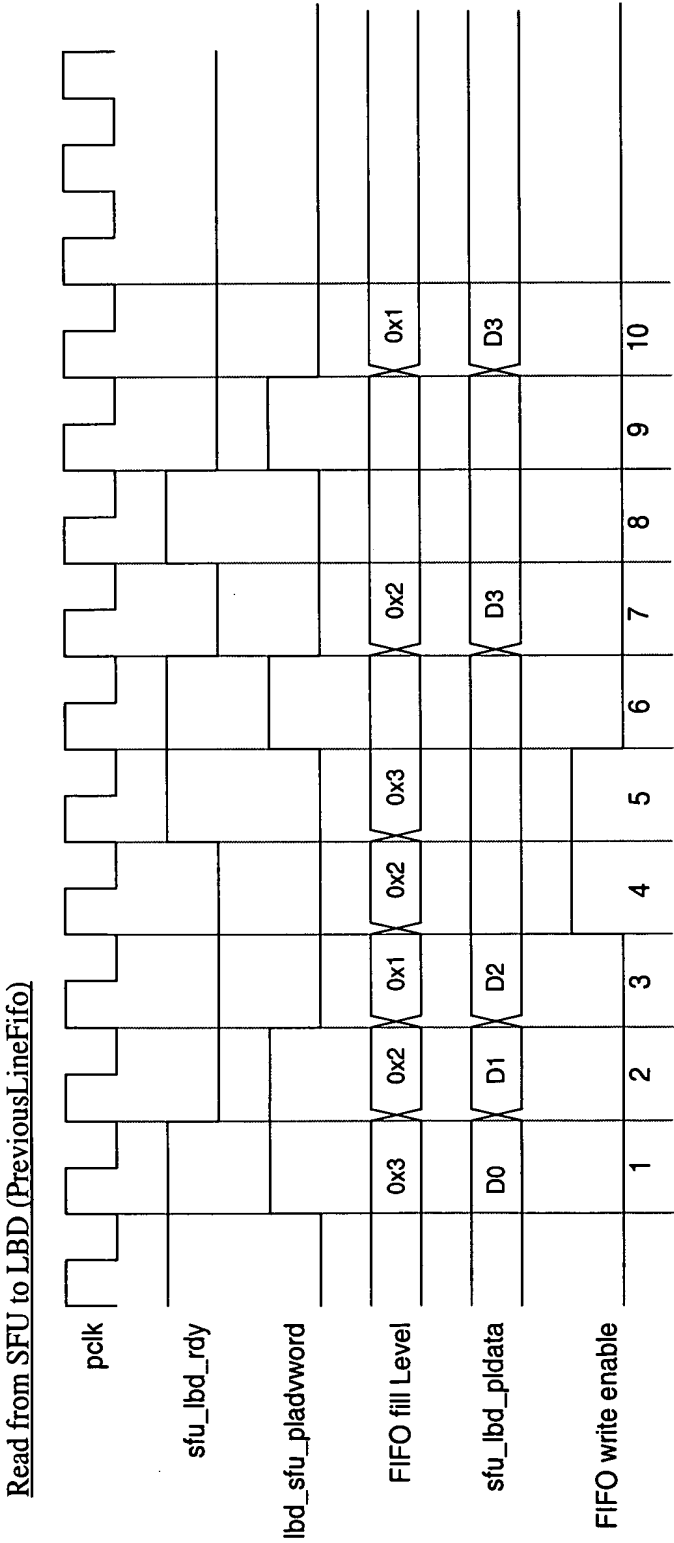 Read from SFU to LBD (PreviousLineFifo)
pclk
sfu_lbd_rdy
lbd_sfu_pladvword
FIFO fill Level 0x3 0x2 0x1 0x2 0x3 0x2 0x1
sfu_lbd_pldata D0 D1 D2 D3 D3
FIFO write enable
1 2 3 4 5 6 7 8 9 10